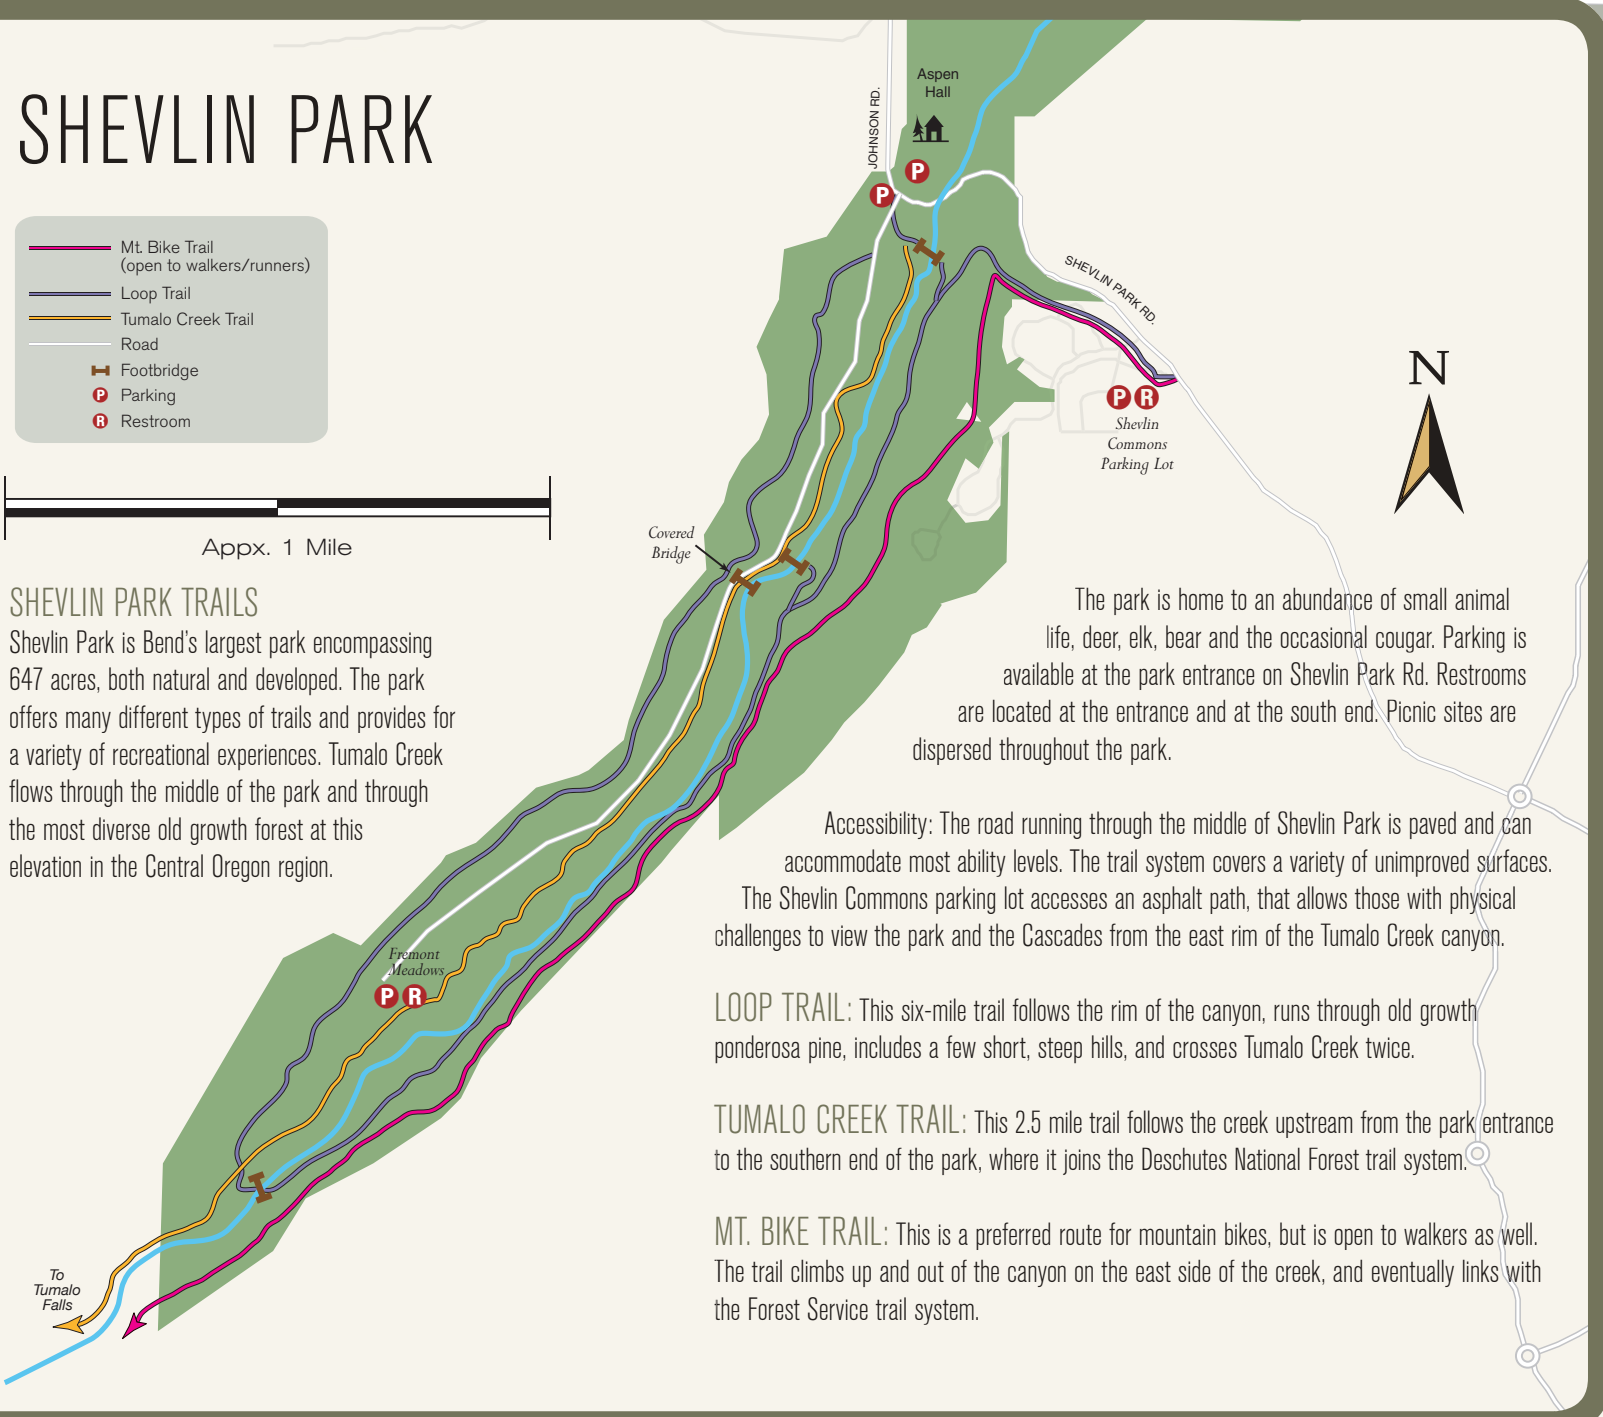 SHEVLIN PARK
Aspen
Hall
JOHNSON RD.
P
P
Mt. Bike Trail
(open to walkers/runners)
Loop Trail
Tumalo Creek Trail
Road
Footbridge
P Parking
R Restroom
SHEVLIN PARK RD.
N
P R
Shevlin
Commons
Parking Lot
Appx. 1 Mile
Covered
Bridge
SHEVLIN PARK TRAILS
Shevlin Park is Bend's largest park encompassing
647 acres, both natural and developed. The park
offers many different types of trails and provides for
a variety of recreational experiences. Tumalo Creek
flows through the middle of the park and through
the most diverse old growth forest at this
elevation in the Central Oregon region.
The park is home to an abundance of small animal
life, deer, elk, bear and the occasional cougar. Parking is
available at the park entrance on Shevlin Park Rd. Restrooms
are located at the entrance and at the south end. Picnic sites are
dispersed throughout the park.
Accessibility: The road running through the middle of Shevlin Park is paved and can
accommodate most ability levels. The trail system covers a variety of unimproved surfaces.
The Shevlin Commons parking lot accesses an asphalt path, that allows those with physical
challenges to view the park and the Cascades from the east rim of the Tumalo Creek canyon.
Fremont
Meadows
P R
LOOP TRAIL: This six-mile trail follows the rim of the canyon, runs through old growth
ponderosa pine, includes a few short, steep hills, and crosses Tumalo Creek twice.
TUMALO CREEK TRAIL: This 2.5 mile trail follows the creek upstream from the park entrance
to the southern end of the park, where it joins the Deschutes National Forest trail system.
MT. BIKE TRAIL: This is a preferred route for mountain bikes, but is open to walkers as well.
The trail climbs up and out of the canyon on the east side of the creek, and eventually links with
the Forest Service trail system.
To
Tumalo
Falls